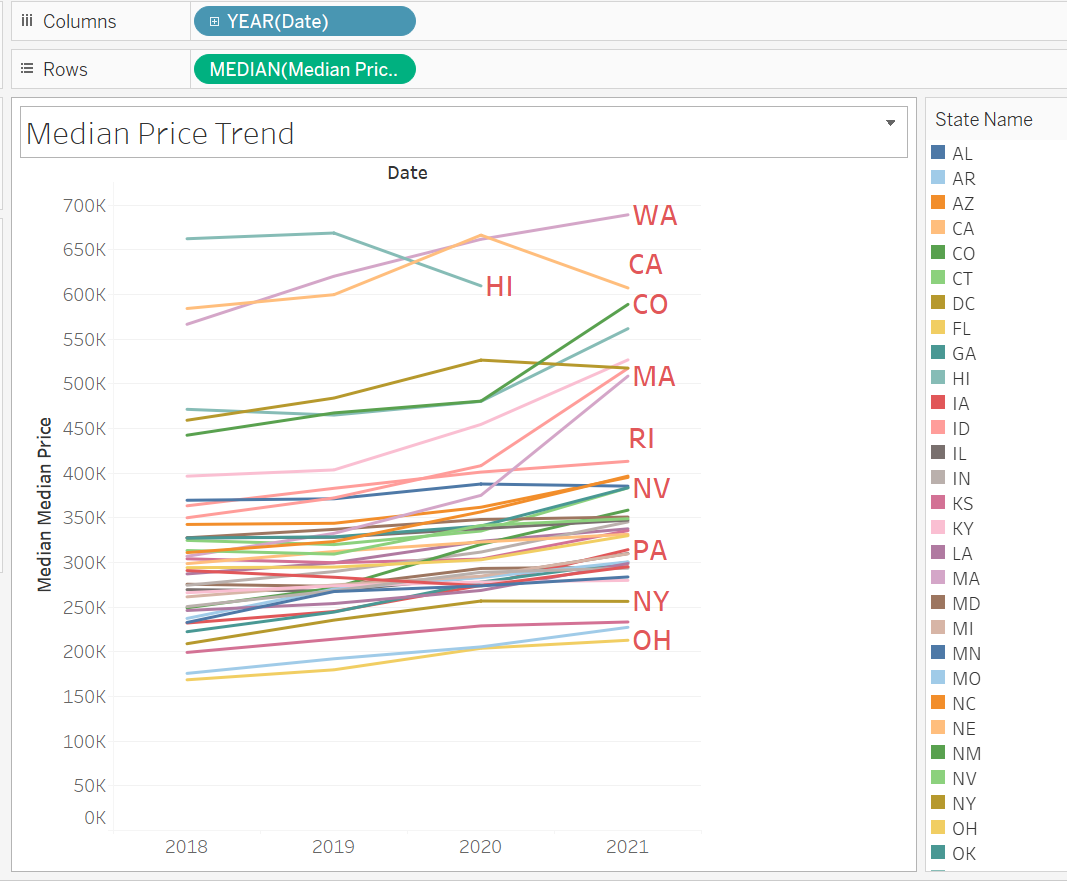 Columns
YEAR(Date)
Rows
MEDIAN(Median Pric..
Median Price Trend
Date
Median Median Price
700K
650K
600K
550K
500K
450K
400K
350K
300K
250K
200K
150K
100K
50K
0K
2018
2019
2020
2021
WA
CA
HI
CO
MA
RI
NV
PA
NY
OH
State Name
AL
AR
AZ
CA
CO
CT
DC
FL
GA
HI
IA
ID
IL
IN
KS
KY
LA
MA
MD
MI
MN
MO
NC
NE
NM
NV
NY
OH
OK